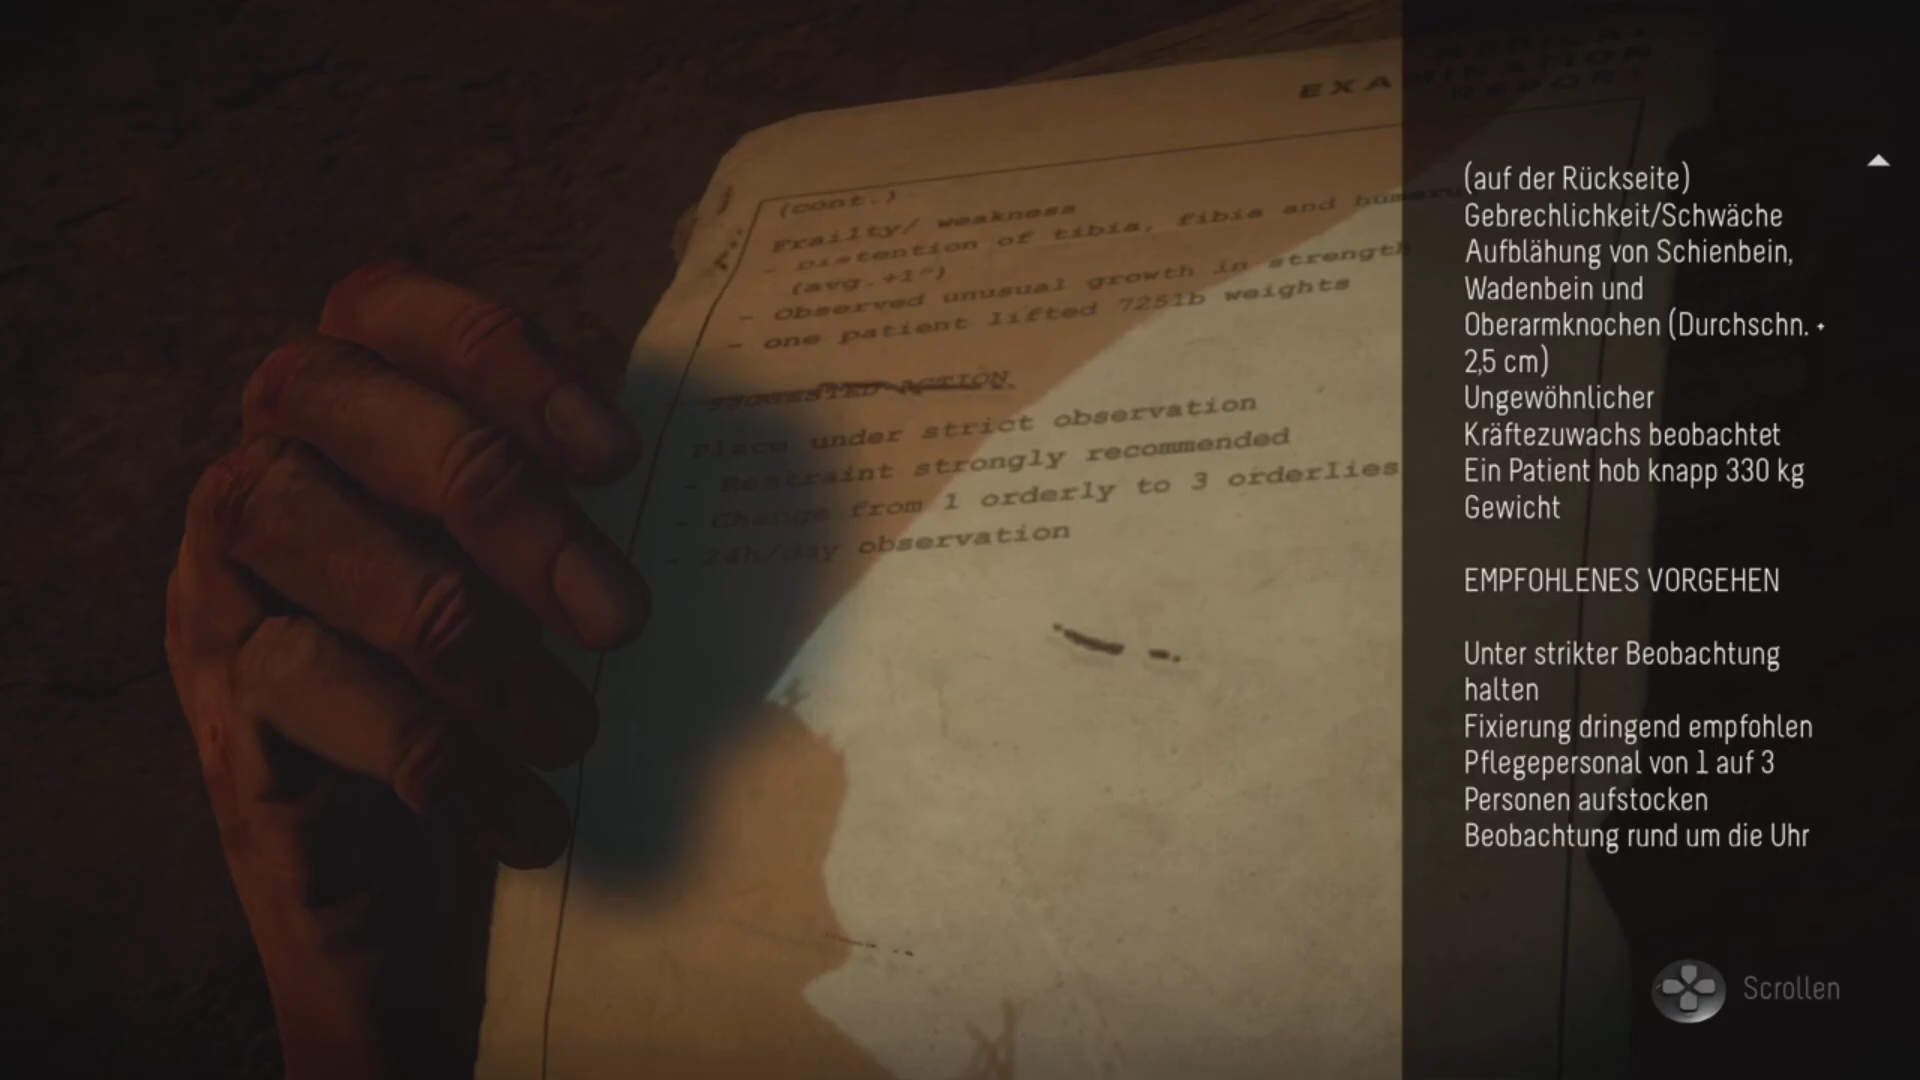 EXAMINATION
(cont.)
Frailty/ weakness
- Distention of tibia, fibia and humerus
(avg.+1")
- Observed unusual growth in strength
- one patient lifted 725lb weights
SUGGESTED ACTION
Place under strict observation
- Restraint strongly recommended
- Change from 1 orderly to 3 orderlies
- 24h/day observation
(auf der Rückseite)
Gebrechlichkeit/Schwäche
Aufblähung von Schienbein,
Wadenbein und
Oberarmknochen (Durchschn. +
2,5 cm)
Ungewöhnlicher
Kräftezuwachs beobachtet
Ein Patient hob knapp 330 kg
Gewicht
EMPFOHLENES VORGEHEN
Unter strikter Beobachtung
halten
Fixierung dringend empfohlen
Pflegepersonal von 1 auf 3
Personen aufstocken
Beobachtung rund um die Uhr
Scrollen